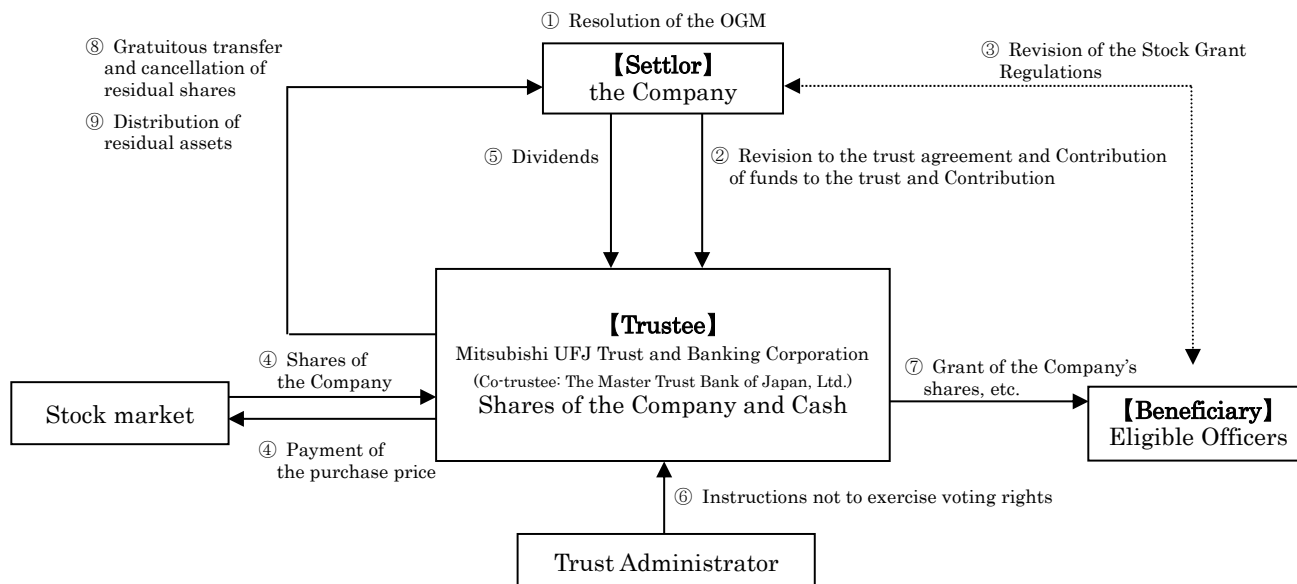 ① Resolution of the OGM
⑧ Gratuitous transfer
and cancellation of
residual shares
⑨ Distribution of
residual assets
【Settlor】
the Company
③ Revision of the Stock Grant
Regulations
⑤ Dividends
② Revision to the trust agreement and Contribution
of funds to the trust and Contribution
【Trustee】
Mitsubishi UFJ Trust and Banking Corporation
(Co-trustee: The Master Trust Bank of Japan, Ltd.)
Shares of the Company and Cash
④ Shares of
the Company
Stock market
④ Payment of
the purchase price
⑦ Grant of the Company's
shares, etc.
【Beneficiary】
Eligible Officers
⑥ Instructions not to exercise voting rights
Trust Administrator